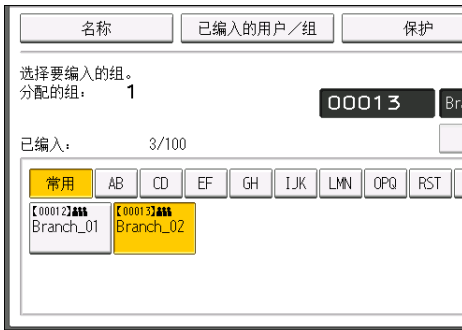 名称 已编入的用户／组 保护
选择要编入的组。
分配的组： 1
00013 Br
已编入： 3/100
常用 AB CD EF GH IJK LMN OPQ RST
【00012】 【00013】
Branch_01 Branch_02